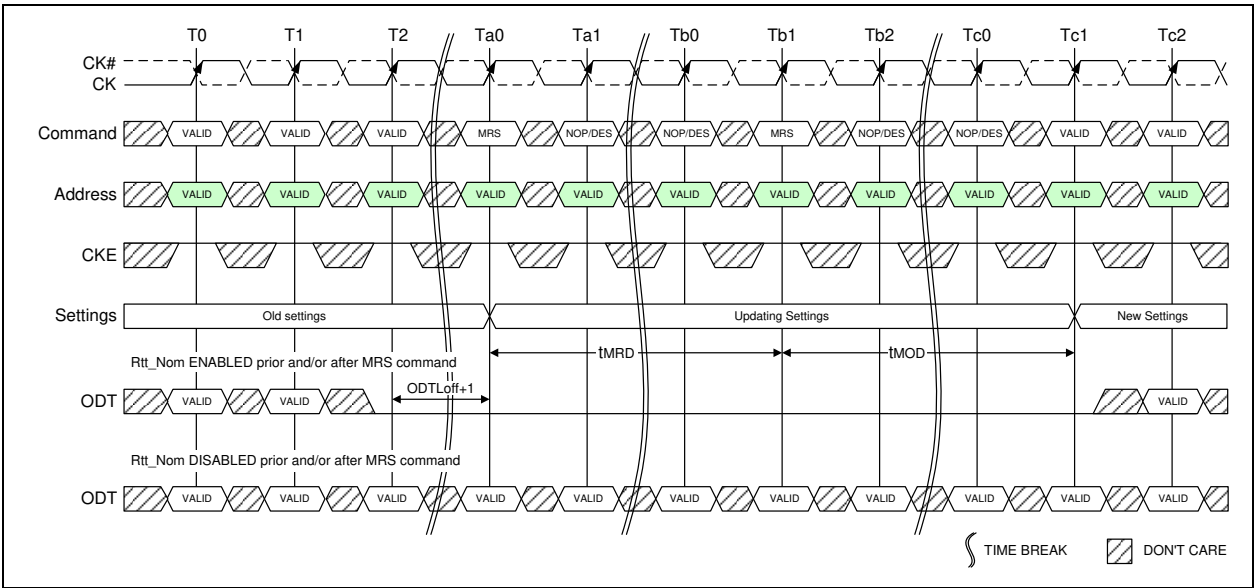 T0 T1 T2 Ta0 Ta1 Tb0 Tb1 Tb2 Tc0 Tc1 Tc2
CK#
CK
Command VALID VALID VALID MRS NOP/DES NOP/DES MRS NOP/DES NOP/DES VALID VALID
Address VALID VALID VALID VALID VALID VALID VALID VALID VALID VALID VALID
CKE
Settings Old settings Updating Settings New Settings
tMRD tMOD
Rtt_Nom ENABLED prior and/or after MRS command
ODTLoff+1
ODT VALID VALID VALID
Rtt_Nom DISABLED prior and/or after MRS command
ODT VALID VALID VALID VALID VALID VALID VALID VALID VALID VALID VALID
TIME BREAK DON'T CARE